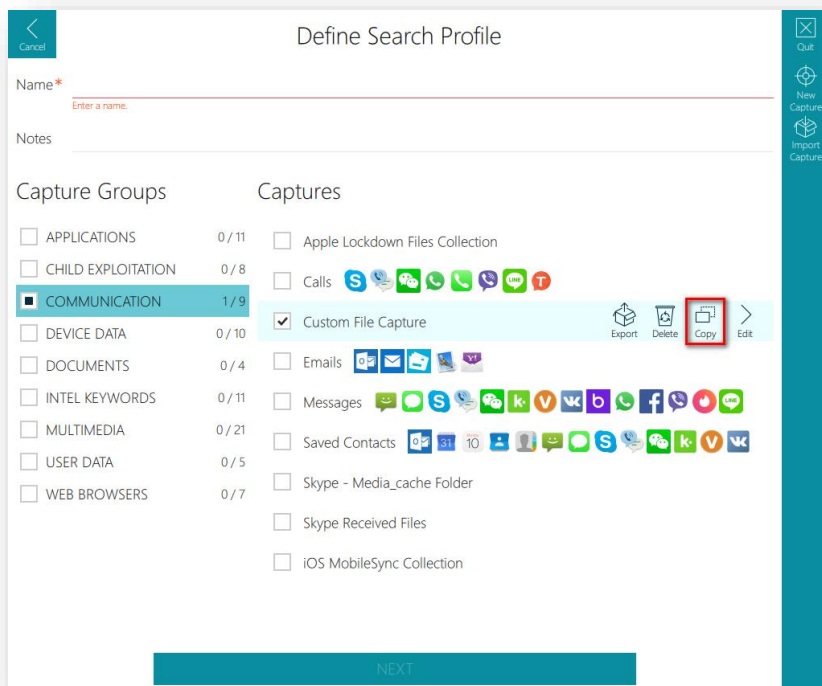 Cancel
Define Search Profile
Quit
New
Capture
Import
Capture
Name*
Enter a name.
Notes
Capture Groups
Captures
APPLICATIONS 0 / 11
CHILD EXPLOITATION 0 / 8
COMMUNICATION 1 / 9
DEVICE DATA 0 / 10
DOCUMENTS 0 / 4
INTEL KEYWORDS 0 / 11
MULTIMEDIA 0 / 21
USER DATA 0 / 5
WEB BROWSERS 0 / 7
Apple Lockdown Files Collection
Calls
Custom File Capture
Export Delete Copy Edit
Emails
Messages
Saved Contacts 31 10
Skype - Media_cache Folder
Skype Received Files
iOS MobileSync Collection
NEXT